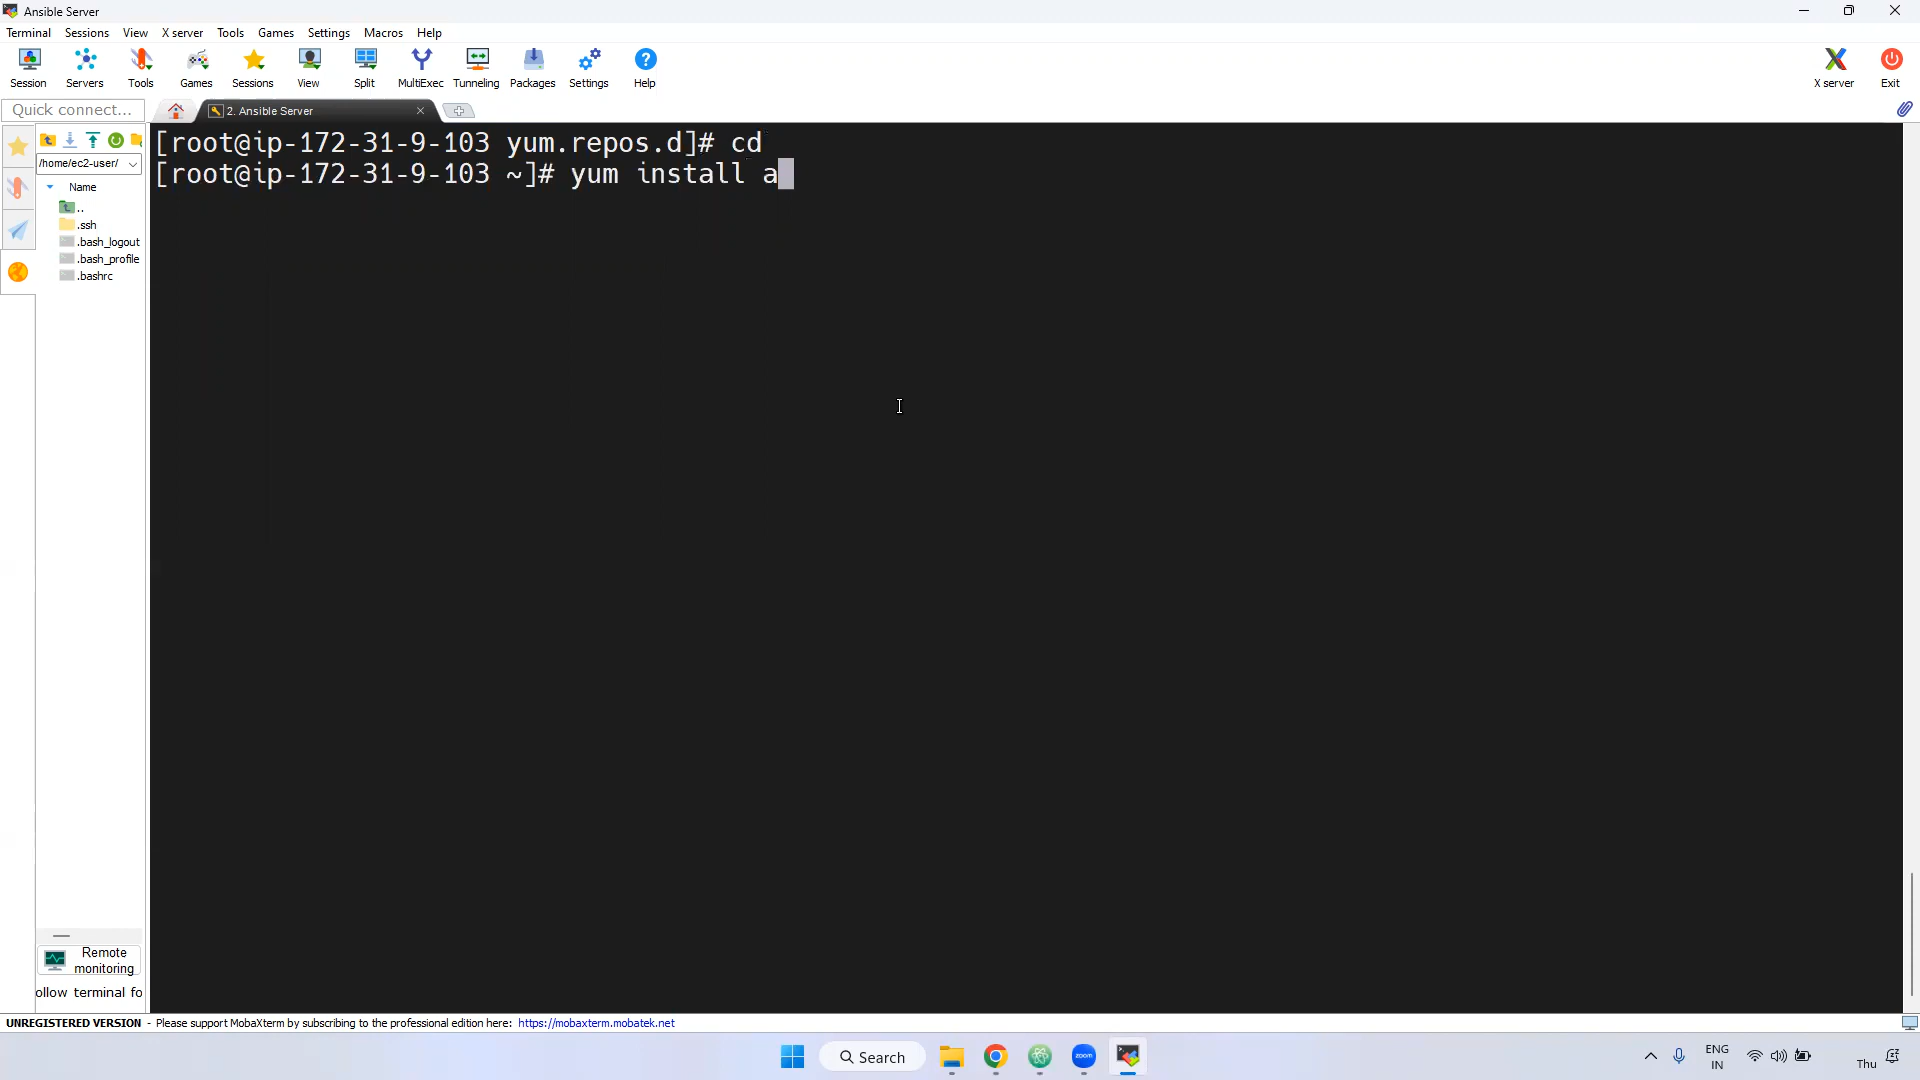 Ansible Server
Terminal Sessions View X server Tools Games Settings Macros Help
Session Servers Tools Games Sessions View Split MultiExec Tunneling Packages Settings Help X server Exit
Quick connect... 2. Ansible Server
[root@ip-172-31-9-103 yum.repos.d]# cd
[root@ip-172-31-9-103 ~]# yum install a
/home/ec2-user/
Name
..
.ssh
.bash_logout
.bash_profile
.bashrc
Remote
monitoring
ollow terminal fo
UNREGISTERED VERSION - Please support MobaXterm by subscribing to the professional edition here: https://mobaxterm.mobatek.net
Search
zoom
ENG
IN
Thu